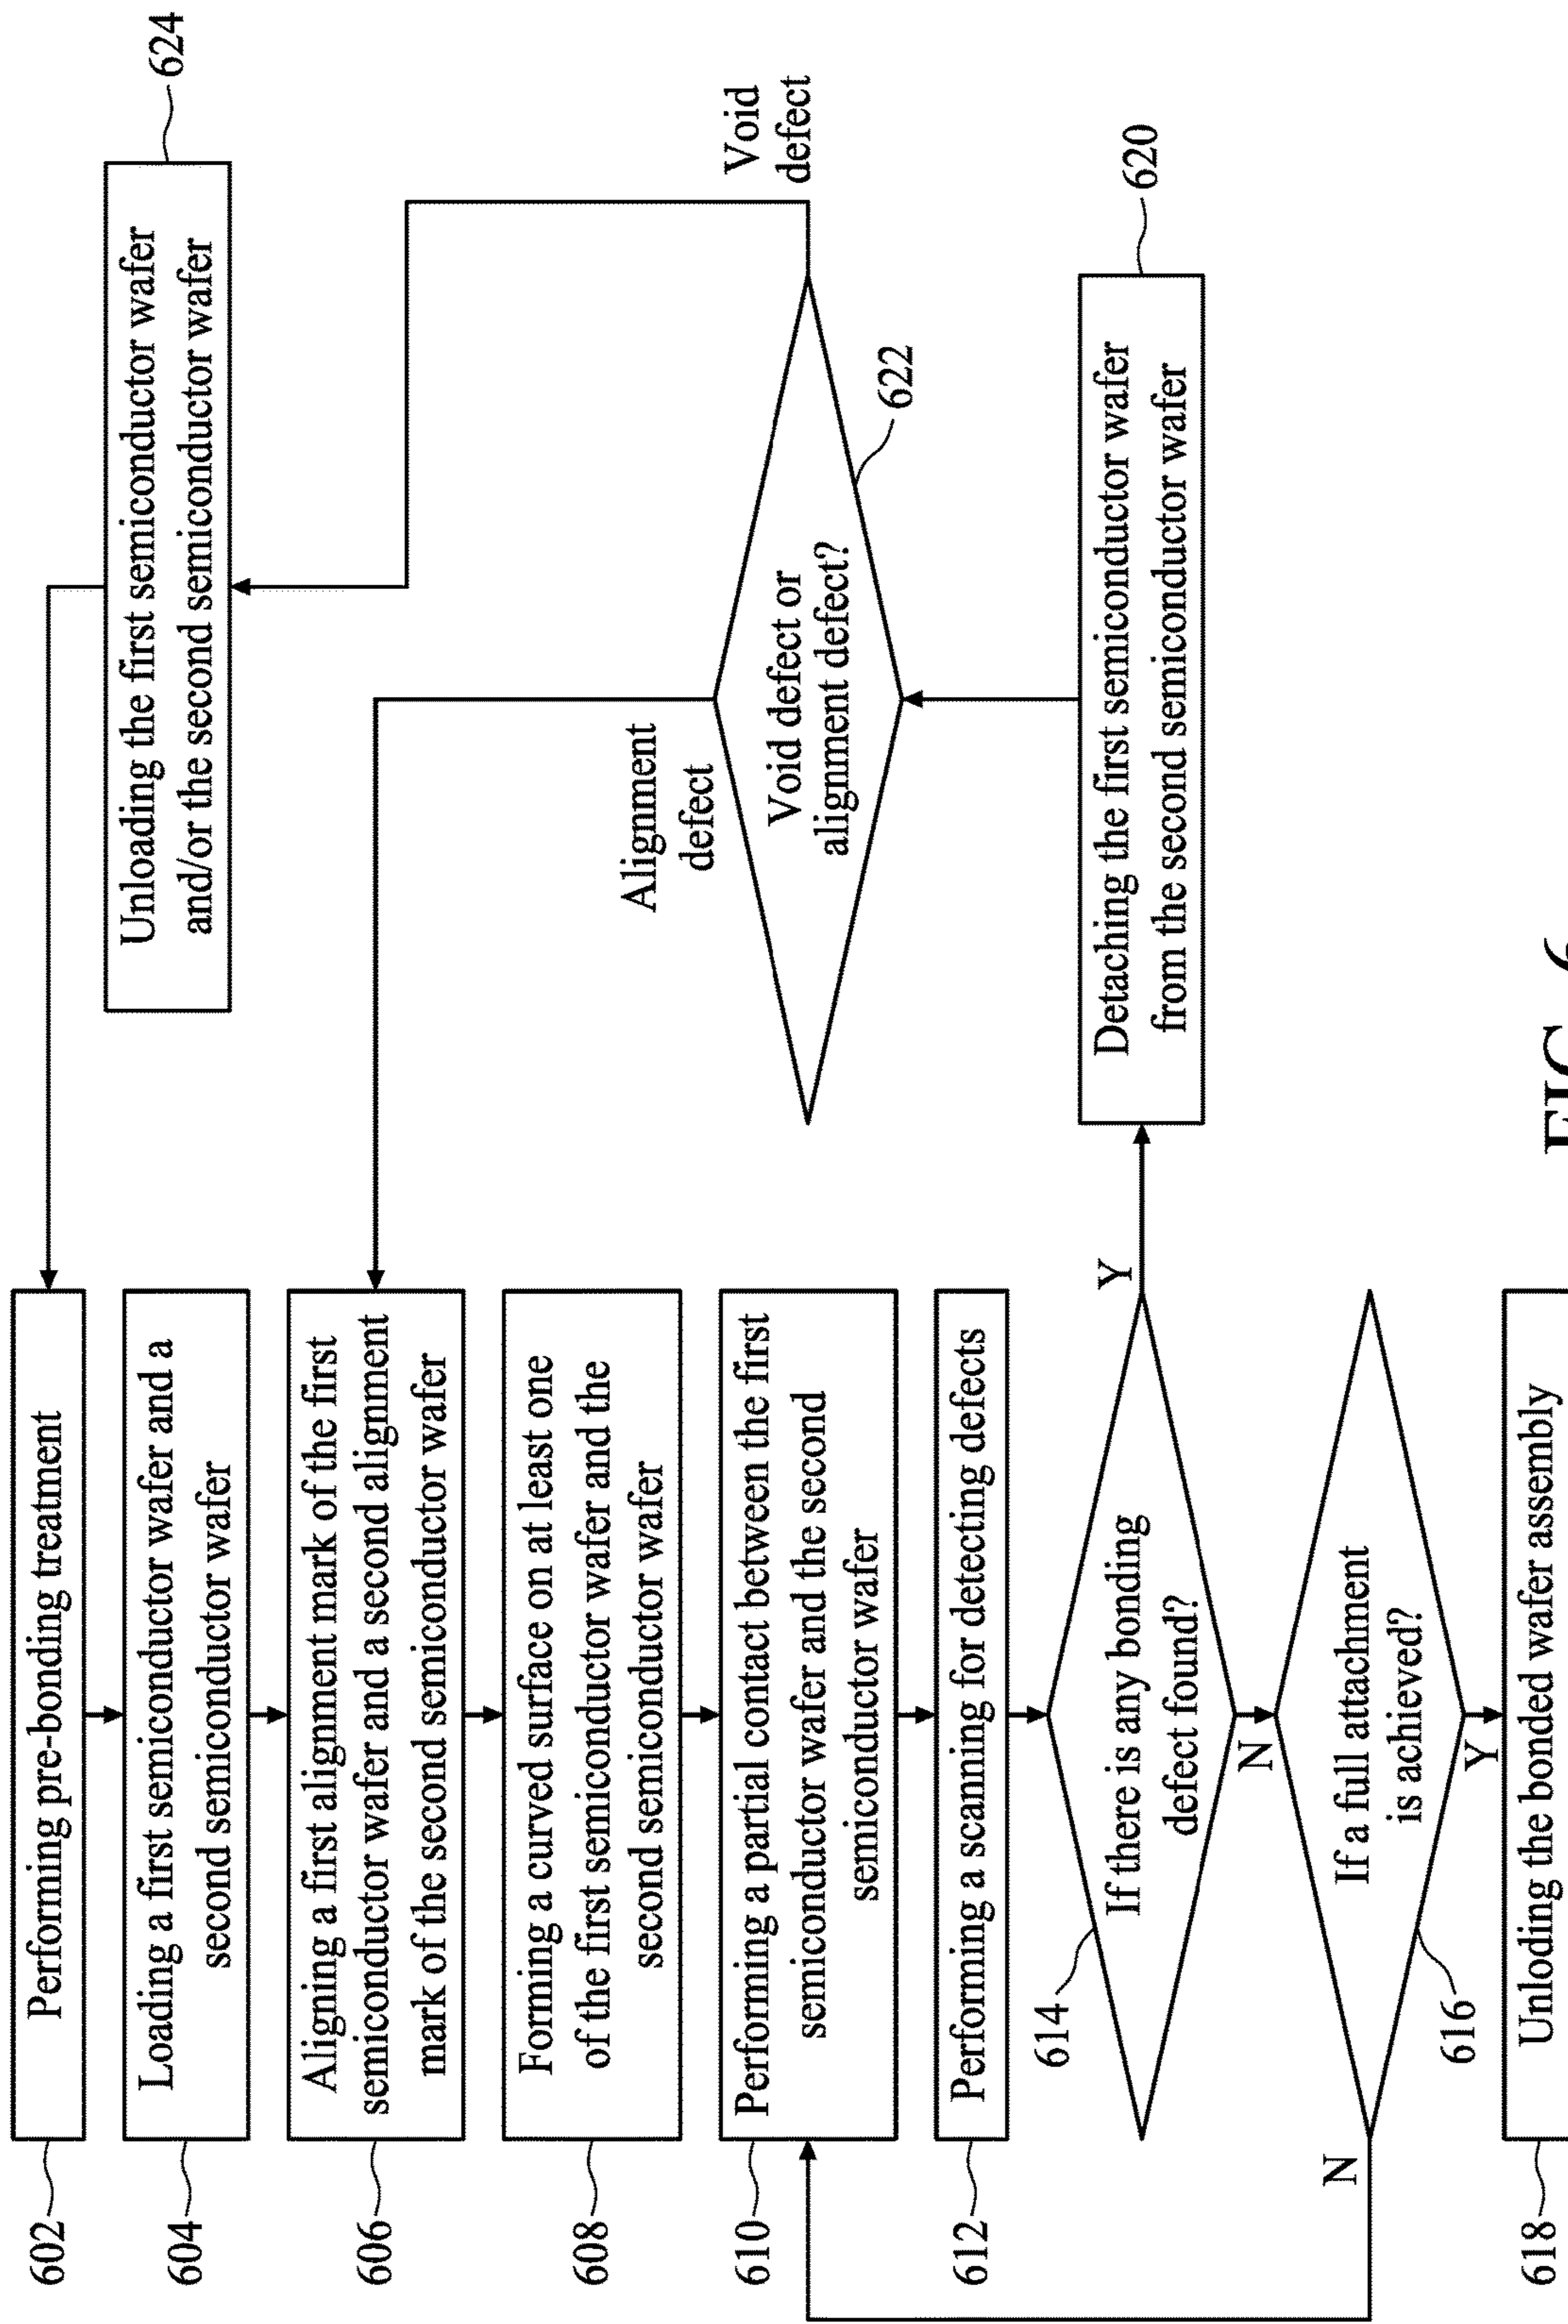 602
Performing pre-bonding treatment
604
Loading a first semiconductor wafer and a
second semiconductor wafer
606
Aligning a first alignment mark of the first
semiconductor wafer and a second alignment
mark of the second semiconductor wafer
608
Forming a curved surface on at least one
of the first semiconductor wafer and the
second semiconductor wafer
610
Performing a partial contact between the first
semiconductor wafer and the second
semiconductor wafer
612
Performing a scanning for detecting defects
614
If there is any bonding
defect found?
Y
N
616
If a full attachment
is achieved?
N
Y
618
Unloding the bonded wafer assembly
Detaching the first semiconductor wafer
from the second semiconductor wafer
620
Void defect or
alignment defect?
622
Alignment
defect
Void
defect
Unloading the first semiconductor wafer
and/or the second semiconductor wafer
624
FIG. 6